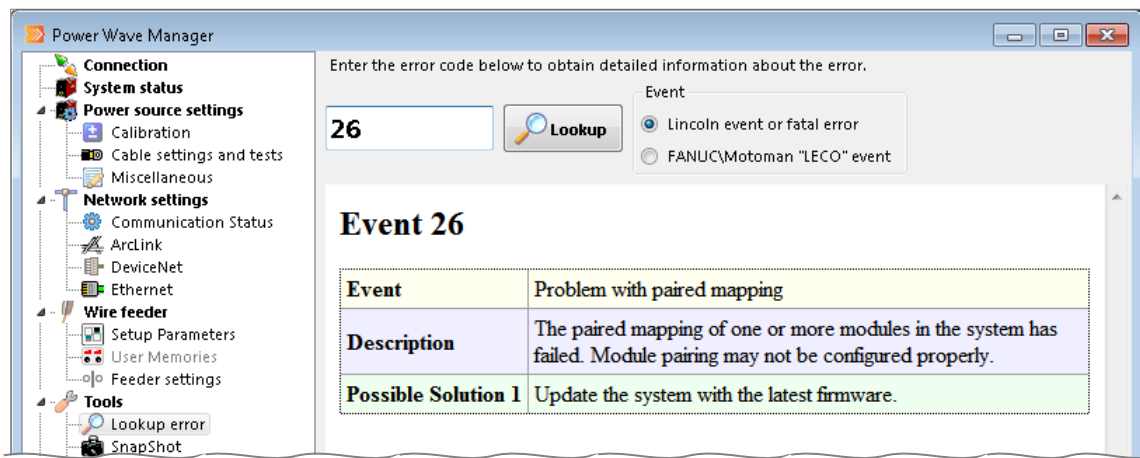 Power Wave Manager
Connection
System status
Power source settings
Calibration
Cable settings and tests
Miscellaneous
Network settings
Communication Status
ArcLink
DeviceNet
Ethernet
Wire feeder
Setup Parameters
User Memories
Feeder settings
Tools
Lookup error
SnapShot
Enter the error code below to obtain detailed information about the error.
26
Lookup
Event
Lincoln event or fatal error
FANUC\Motoman "LECO" event
Event 26
Event Problem with paired mapping
Description The paired mapping of one or more modules in the system has
failed. Module pairing may not be configured properly.
Possible Solution 1 Update the system with the latest firmware.